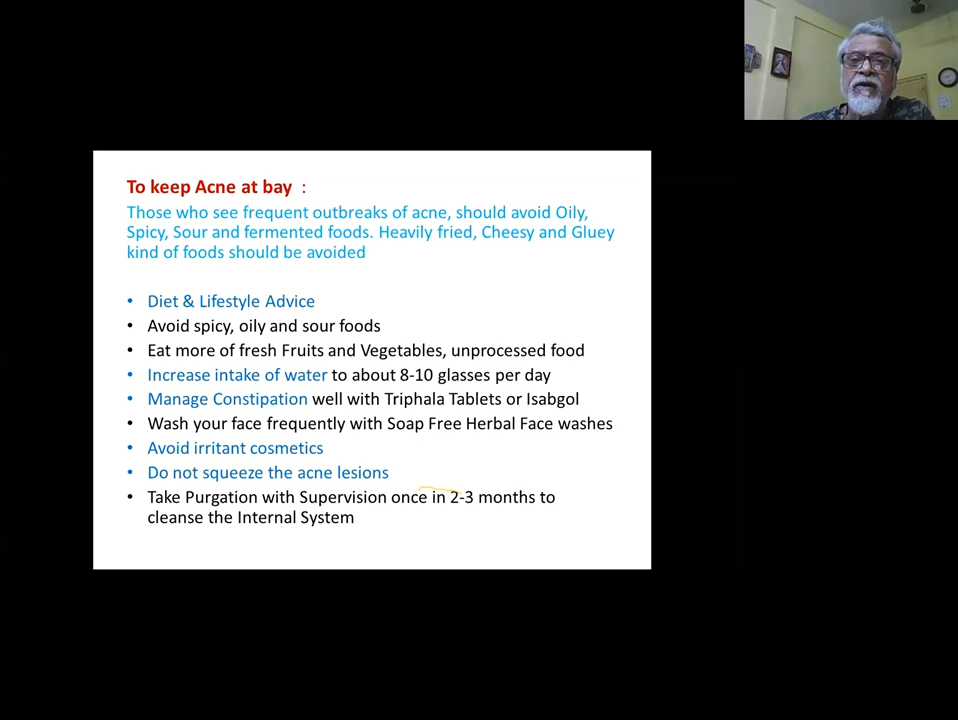 To keep Acne at bay :
Those who see frequent outbreaks of acne, should avoid Oily,
Spicy, Sour and fermented foods. Heavily fried, Cheesy and Gluey
kind of foods should be avoided
• Diet & Lifestyle Advice
• Avoid spicy, oily and sour foods
• Eat more of fresh Fruits and Vegetables, unprocessed food
• Increase intake of water to about 8-10 glasses per day
• Manage Constipation well with Triphala Tablets or Isabgol
• Wash your face frequently with Soap Free Herbal Face washes
• Avoid irritant cosmetics
• Do not squeeze the acne lesions
• Take Purgation with Supervision once in 2-3 months to
cleanse the Internal System